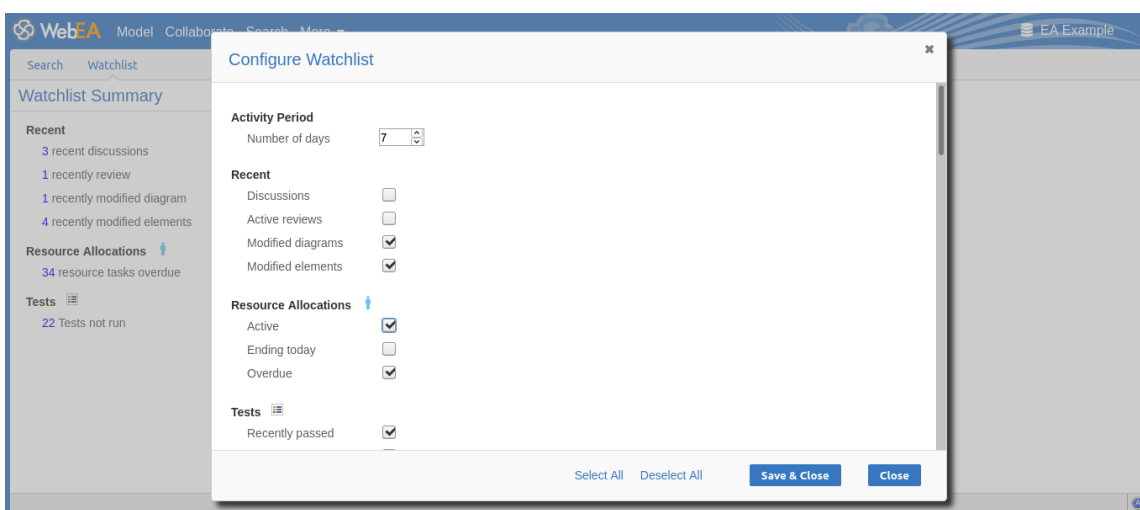 WebEA Model Collaborate Search More EA Example
Search Watchlist
Watchlist Summary
Recent
3 recent discussions
1 recently review
1 recently modified diagram
4 recently modified elements
Resource Allocations
34 resource tasks overdue
Tests
22 Tests not run
Configure Watchlist
Activity Period
Number of days 7
Recent
Discussions
Active reviews
Modified diagrams
Modified elements
Resource Allocations
Active
Ending today
Overdue
Tests
Recently passed
Select All Deselect All Save & Close Close